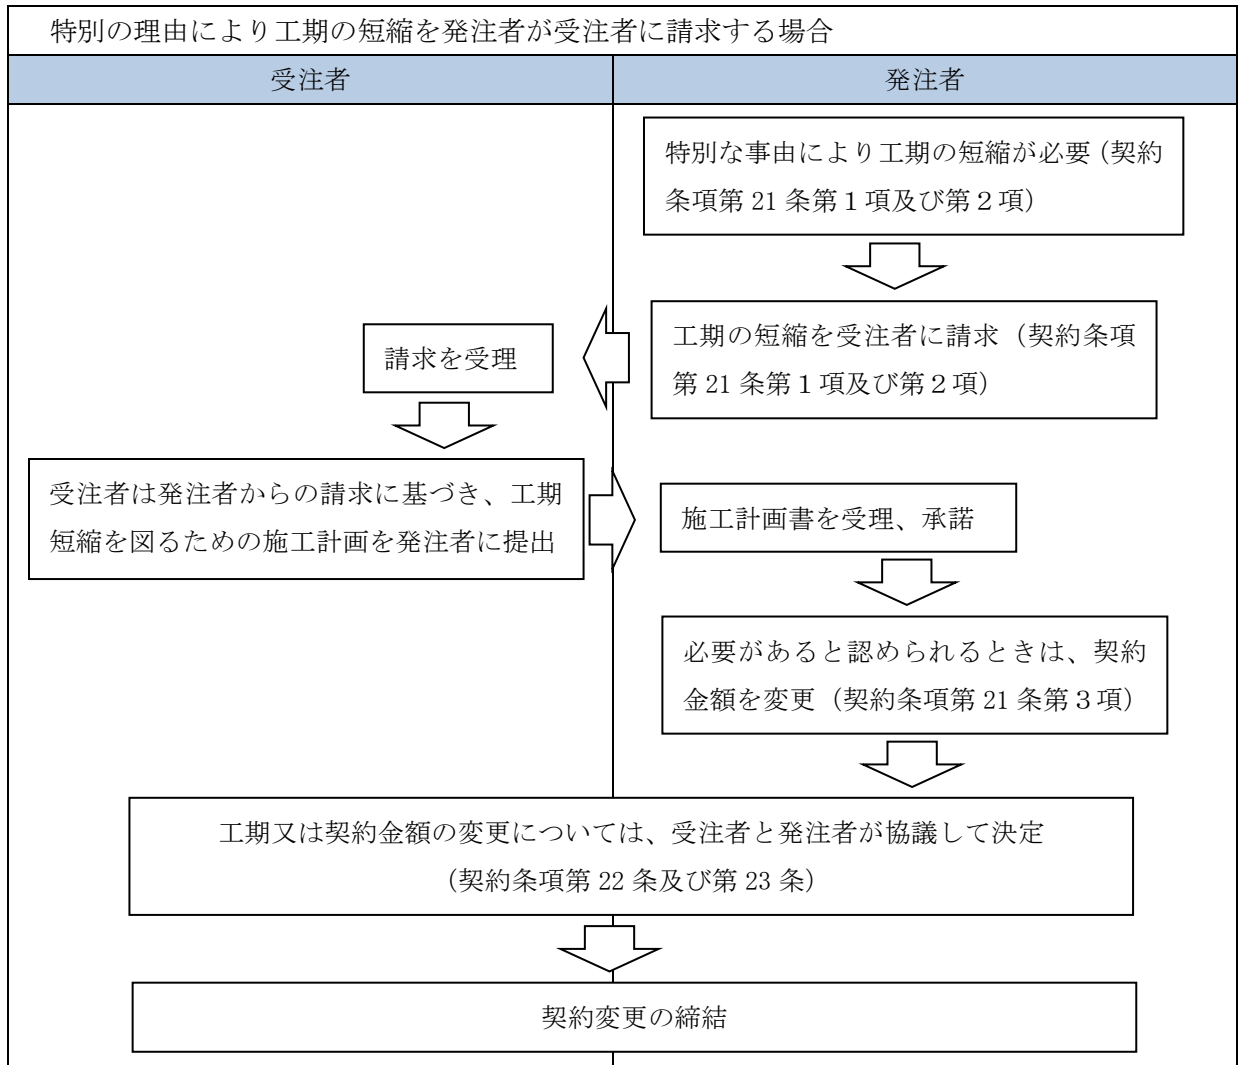 特別の理由により工期の短縮を発注者が受注者に請求する場合
受注者
発注者
特別な事由により工期の短縮が必要（契約
条項第 21 条第１項及び第２項）
工期の短縮を受注者に請求（契約条項
第 21 条第１項及び第２項）
請求を受理
受注者は発注者からの請求に基づき、工期
短縮を図るための施工計画を発注者に提出
施工計画書を受理、承諾
必要があると認められるときは、契約
金額を変更（契約条項第 21 条第３項）
工期又は契約金額の変更については、受注者と発注者が協議して決定
（契約条項第 22 条及び第 23 条）
契約変更の締結